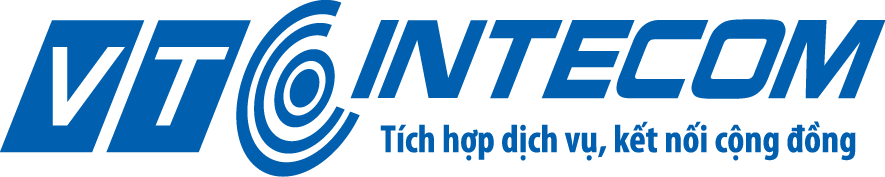 VTC INTECOM
Tích hợp dịch vụ, kết nối cộng đồng